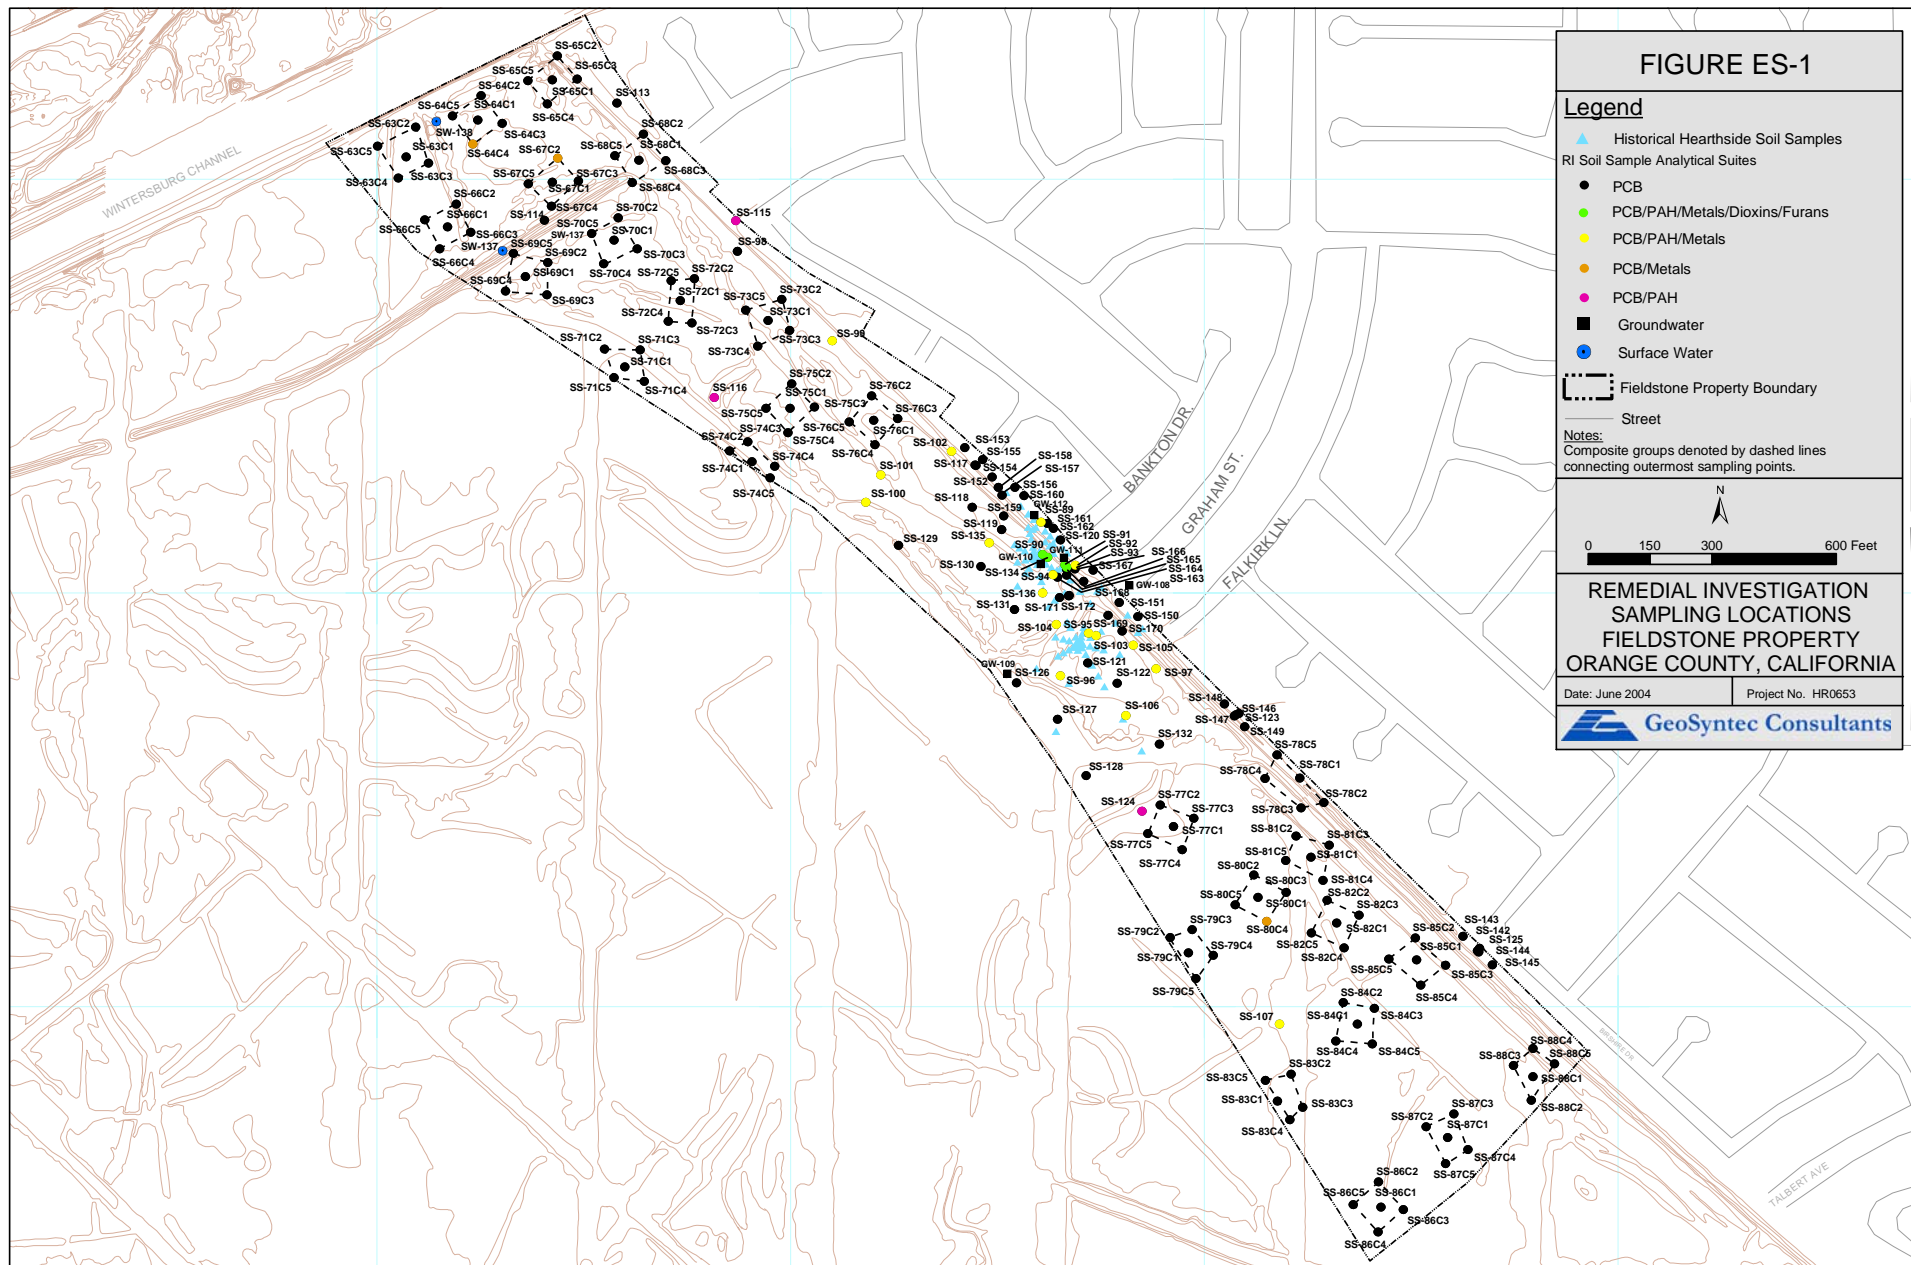 FIGURE ES-1
Legend
Historical Hearthside Soil Samples
RI Soil Sample Analytical Suites
PCB
PCB/PAH/Metals/Dioxins/Furans
PCB/PAH/Metals
PCB/Metals
PCB/PAH
Groundwater
Surface Water
Fieldstone Property Boundary
Street
Notes:
Composite groups denoted by dashed lines
connecting outermost sampling points.
N
0 150 300 600 Feet
REMEDIAL INVESTIGATION
SAMPLING LOCATIONS
FIELDSTONE PROPERTY
ORANGE COUNTY, CALIFORNIA
Date: June 2004
Project No. HR0653
GeoSyntec Consultants
WINTERSBURG CHANNEL
BANKTON DR.
GRAHAM ST.
FALKIRK LN.
TALBERT AVE
SS-65C2
SS-65C5
SS-65C3
SS-64C2
SS-65C1
SS-113
SS-64C5
SS-64C1
SS-65C4
SS-63C2
SW-138
SS-64C3
SS-68C2
SS-63C5
SS-63C1
SS-64C4
SS-67C2
SS-68C5
SS-68C1
SS-63C4
SS-63C3
SS-67C5
SS-67C3
SS-68C3
SS-67C1
SS-68C4
SS-66C2
SS-67C4
SS-66C1
SS-114
SS-70C2
SS-115
SS-66C5
SS-70C5
SS-66C3
SW-137
SS-70C1
SW-137
SS-69C5
SS-98
SS-66C4
SS-69C2
SS-70C3
SS-69C4
SS-69C1
SS-70C4
SS-72C5
SS-72C2
SS-69C3
SS-72C1
SS-73C5
SS-73C2
SS-72C4
SS-72C3
SS-73C1
SS-73C3
SS-99
SS-71C2
SS-71C3
SS-73C4
SS-71C1
SS-71C5
SS-71C4
SS-75C2
SS-116
SS-75C1
SS-76C2
SS-75C5
SS-75C3
SS-76C3
SS-74C3
SS-76C5
SS-76C1
SS-74C2
SS-75C4
SS-76C4
SS-102
SS-153
SS-74C1
SS-74C4
SS-155
SS-158
SS-117
SS-154
SS-157
SS-74C5
SS-101
SS-152
SS-156
SS-100
SS-118
SS-160
SS-159
GW-112
SS-89
SS-119
SS-161
SS-162
SS-135
SS-120
SS-91
SS-129
SS-90
GW-111
SS-92
SS-93
SS-166
GW-110
SS-165
SS-130
SS-134
SS-167
SS-164
SS-94
SS-163
GW-108
SS-136
SS-168
SS-131
SS-171
SS-172
SS-151
SS-150
SS-104
SS-95
SS-169
SS-170
SS-103
SS-105
GW-109
SS-121
SS-126
SS-96
SS-122
SS-97
SS-127
SS-106
SS-148
SS-146
SS-147
SS-123
SS-149
SS-132
SS-78C5
SS-128
SS-78C4
SS-78C1
SS-124
SS-77C2
SS-77C3
SS-78C2
SS-78C3
SS-77C1
SS-81C2
SS-77C5
SS-81C3
SS-77C4
SS-81C5
SS-81C1
SS-80C2
SS-80C3
SS-81C4
SS-80C5
SS-80C1
SS-82C2
SS-82C3
SS-79C3
SS-80C4
SS-82C1
SS-79C2
SS-79C4
SS-82C5
SS-82C4
SS-79C1
SS-79C5
SS-85C2
SS-143
SS-142
SS-85C1
SS-125
SS-144
SS-85C5
SS-85C3
SS-145
SS-85C4
SS-84C2
SS-107
SS-84C1
SS-84C3
SS-84C4
SS-84C5
SS-88C4
SS-88C3
SS-88C5
SS-83C2
SS-83C5
SS-88C1
SS-83C1
SS-83C3
SS-88C2
SS-83C4
SS-87C3
SS-87C2
SS-87C1
SS-87C4
SS-87C5
SS-86C2
SS-86C5
SS-86C1
SS-86C3
SS-86C4